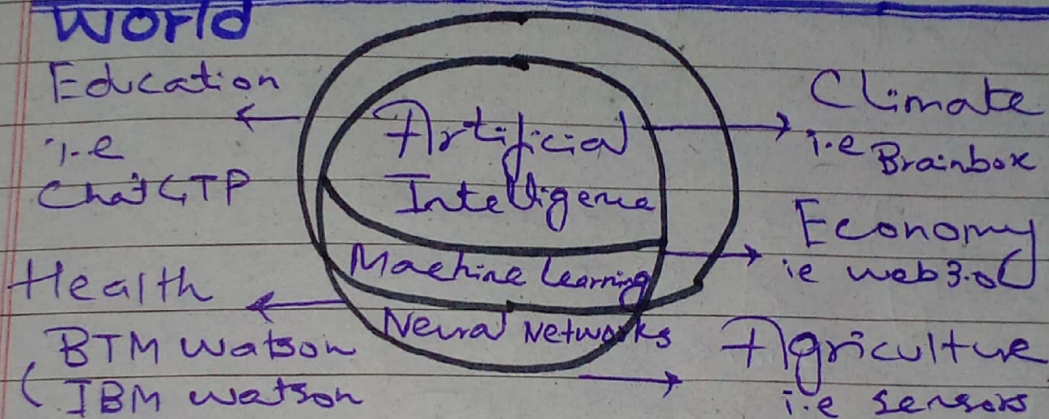 World
Education
i.e
ChatGTP
Health
BTM Watson
( IBM Watson
Artificial
Intelligence
Machine Learning
Neural Networks
Climate
i.e Brainbox
Economy
ie web3.0
Agriculture
i.e sensors